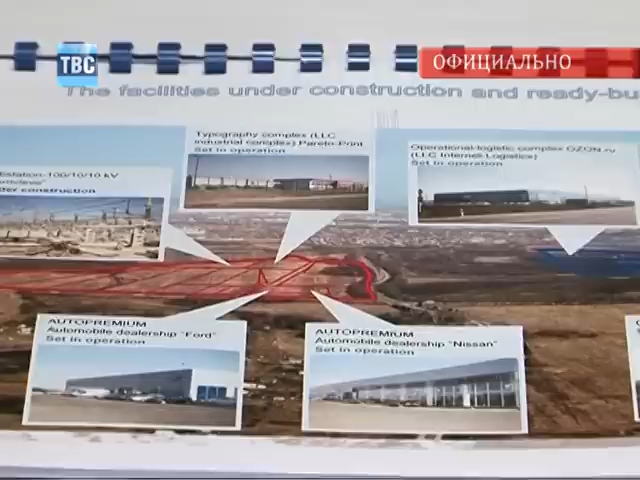 ТВС
ОФИЦИАЛЬНО
The facilities under construction and ready-bu
Typography complex (LLC
industrial complex) Pareto-Print
Set in operation
Operational-logistic complex OZON.ru
(LLC Internet-Logistics)
Set in operation
100/10/10 kV
construction
AUTOPREMIUM
Automobile dealership "Ford"
Set in operation
AUTOPREMIUM
Automobile dealership "Nissan"
Set in operation